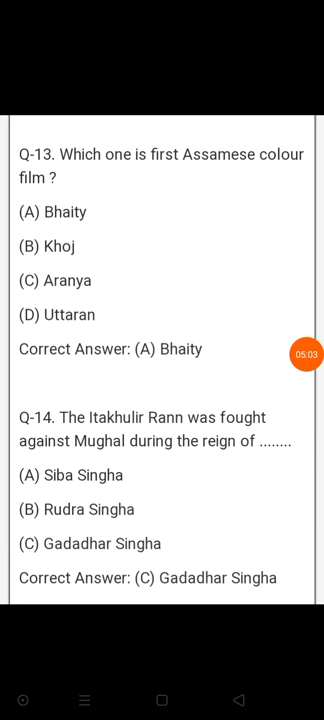 Q-13. Which one is first Assamese colour
film ?
(A) Bhaity
(B) Khoj
(C) Aranya
(D) Uttaran
Correct Answer: (A) Bhaity
05:03
Q-14. The Itakhulir Rann was fought
against Mughal during the reign of ........
(A) Siba Singha
(B) Rudra Singha
(C) Gadadhar Singha
Correct Answer: (C) Gadadhar Singha